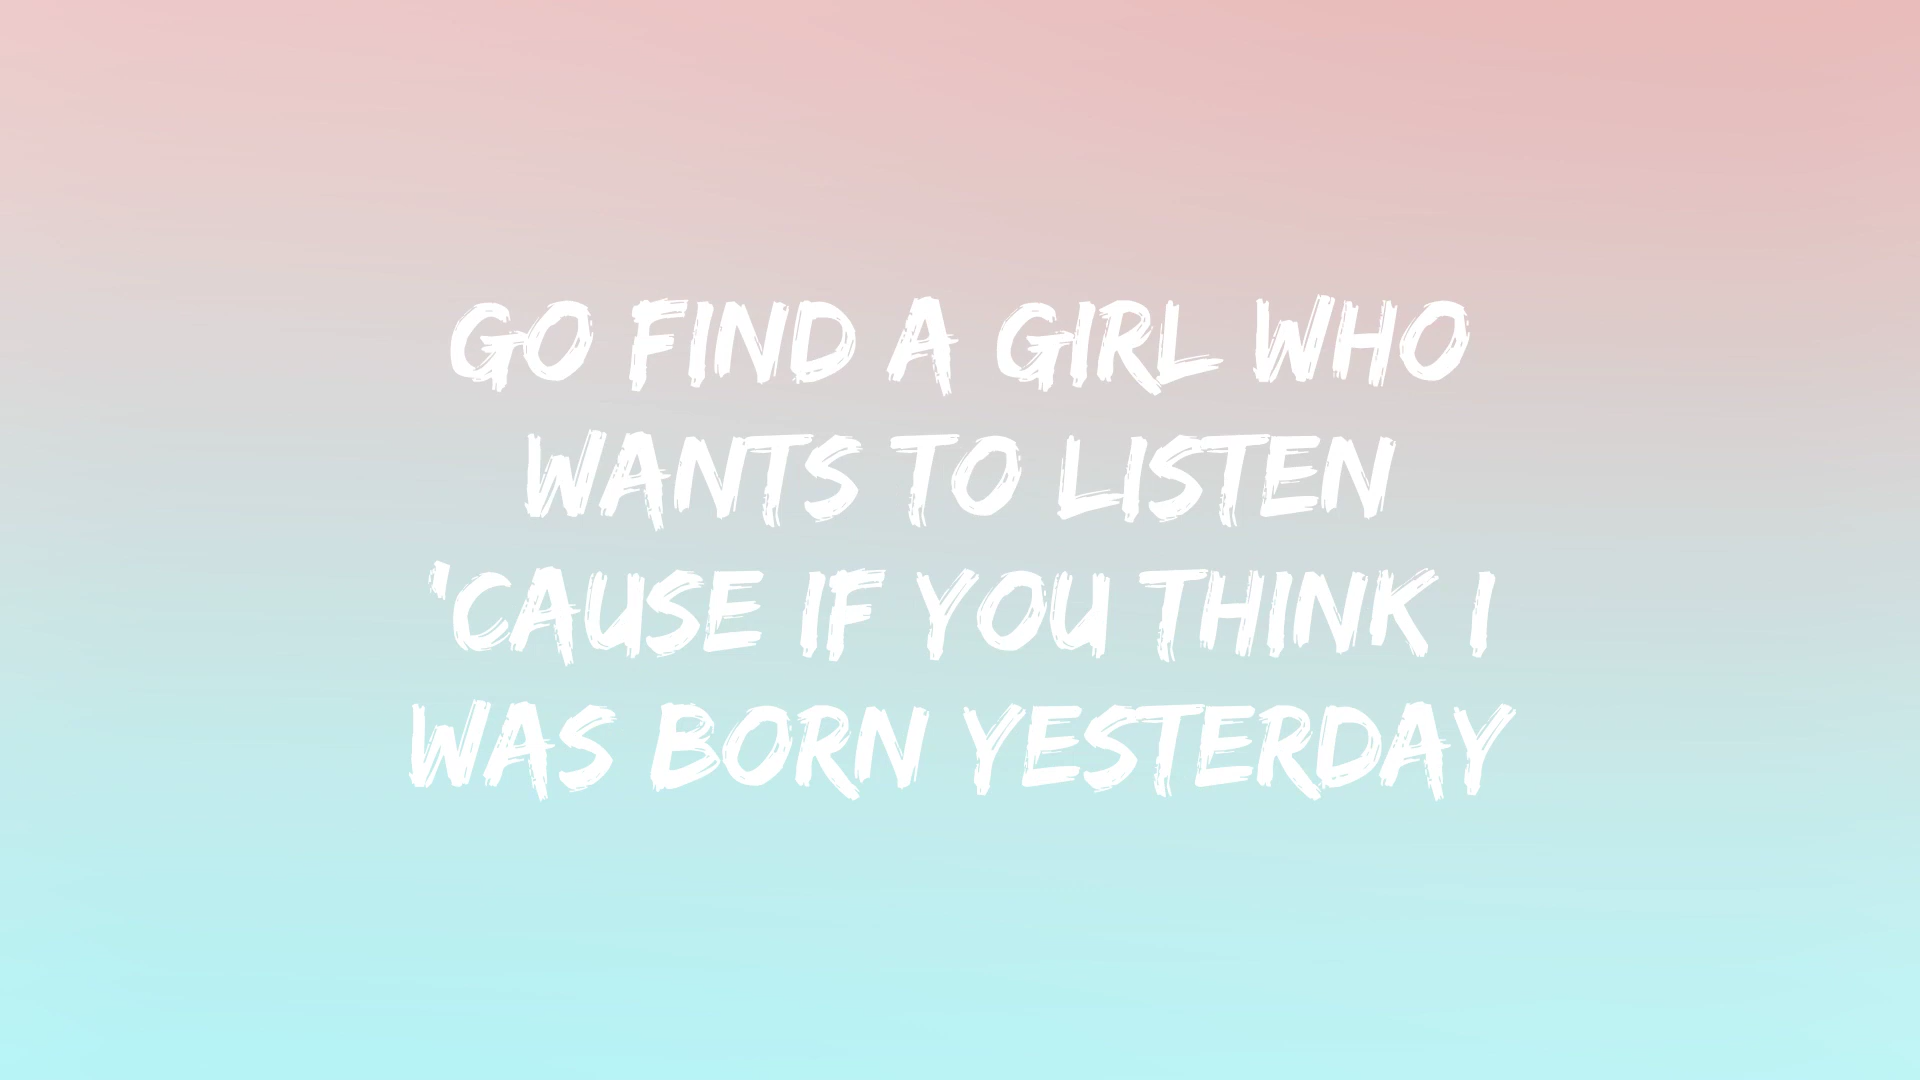 GO FIND A GIRL WHO
WANTS TO LISTEN
'CAUSE IF YOU THINK I
WAS BORN YESTERDAY